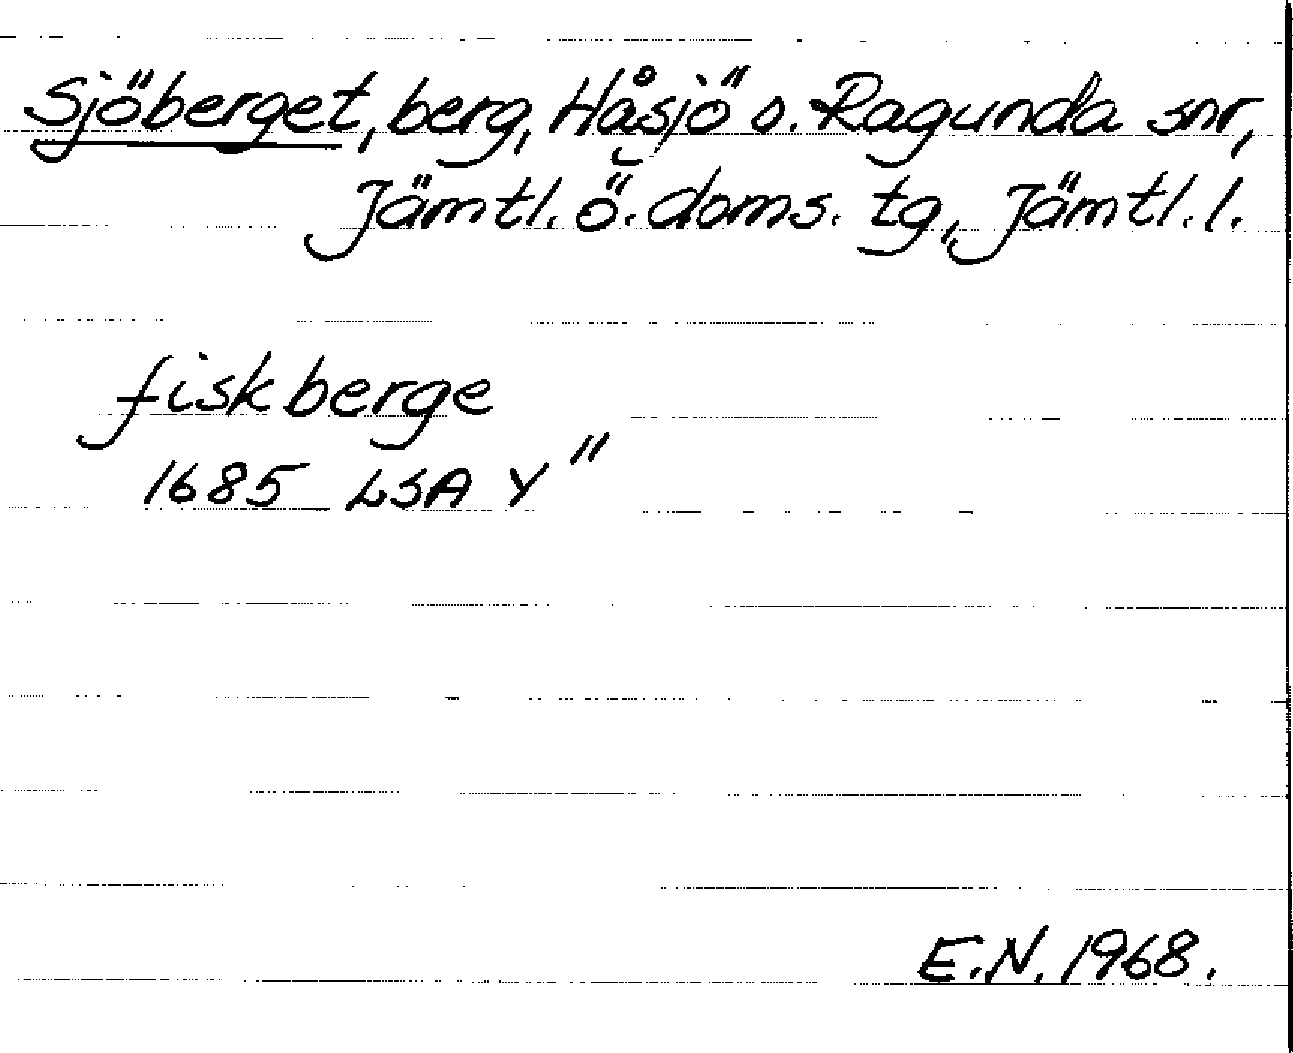 Sjöberget, berg, Håsjö o. Ragunda snr,
Jämtl. ö. doms. tg, Jämtl. l.
fiskberge
1685 LSA Y"
E.N. 1968.